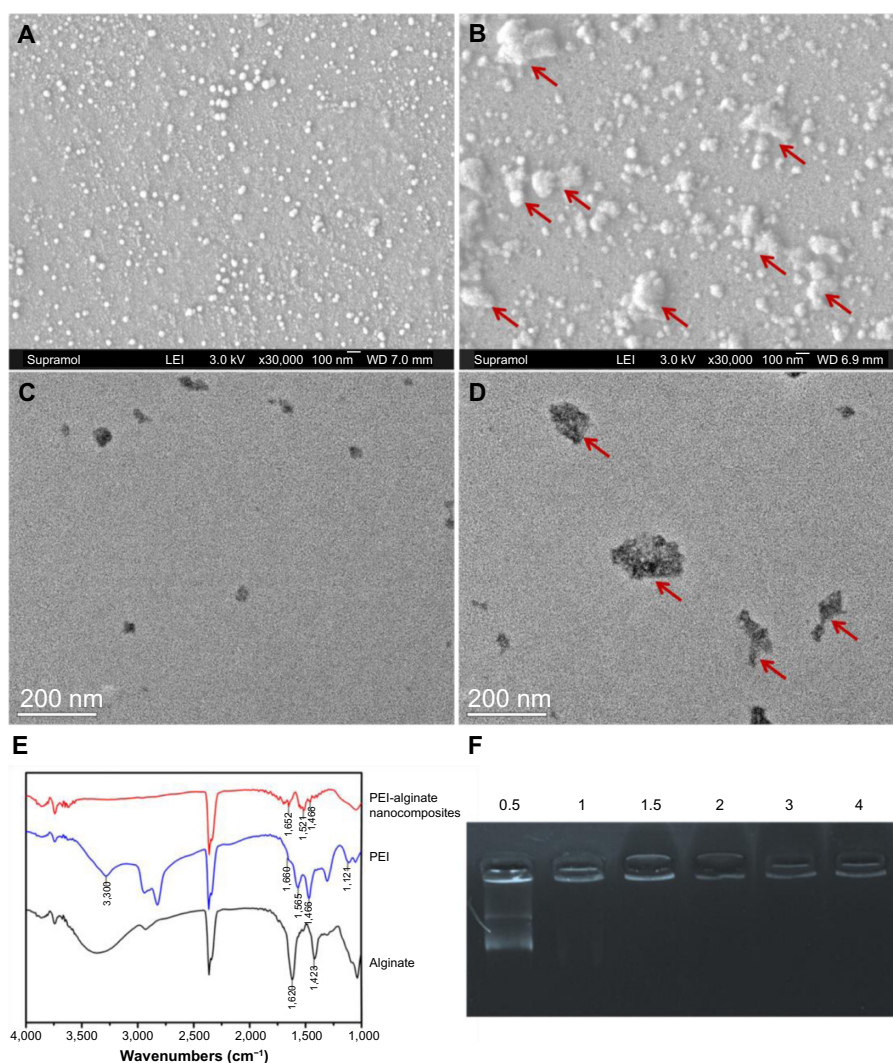 A
B
Supramol LEI 3.0 kV x30,000 100 nm WD 7.0 mm
Supramol LEI 3.0 kV x30,000 100 nm WD 6.9 mm
C
D
200 nm
200 nm
E
F
PEI-alginate
nanocomposites
1,652
1,521
1,466
PEI
3,300
1,660
1,565
1,466
1,121
Alginate
1,620
1,423
4,000 3,500 3,000 2,500 2,000 1,500 1,000
Wavenumbers (cm⁻¹)
0.5 1 1.5 2 3 4